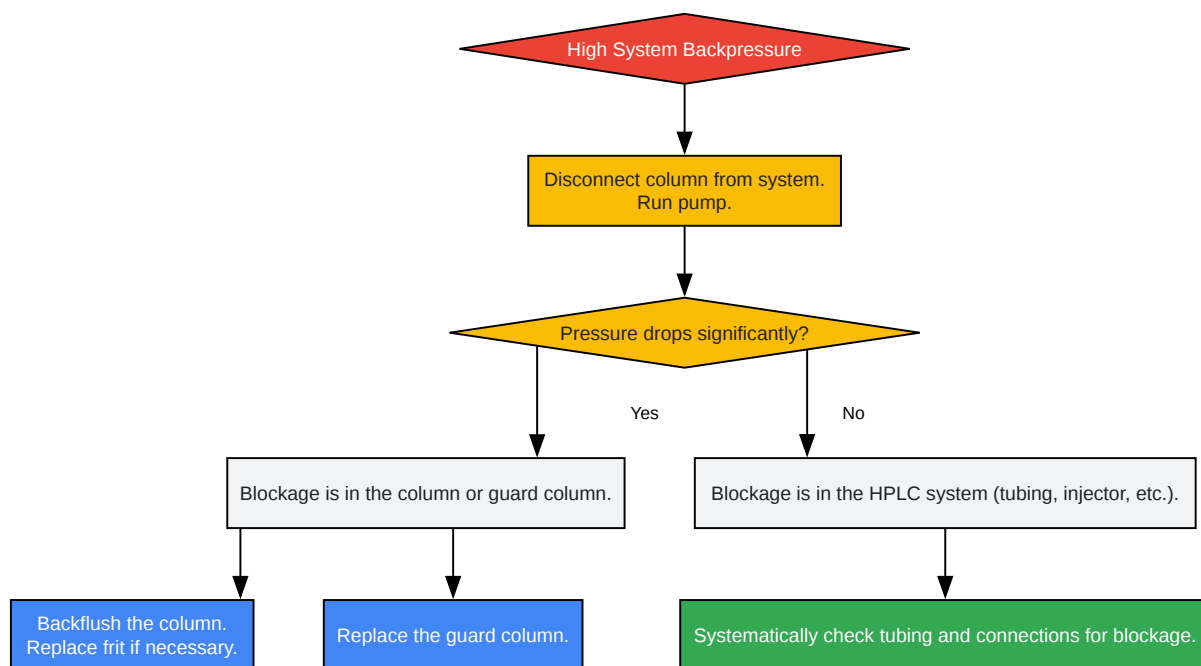 High System Backpressure
Disconnect column from system.
Run pump.
Pressure drops significantly?
Yes
No
Blockage is in the column or guard column.
Blockage is in the HPLC system (tubing, injector, etc.).
Backflush the column.
Replace frit if necessary.
Replace the guard column.
Systematically check tubing and connections for blockage.